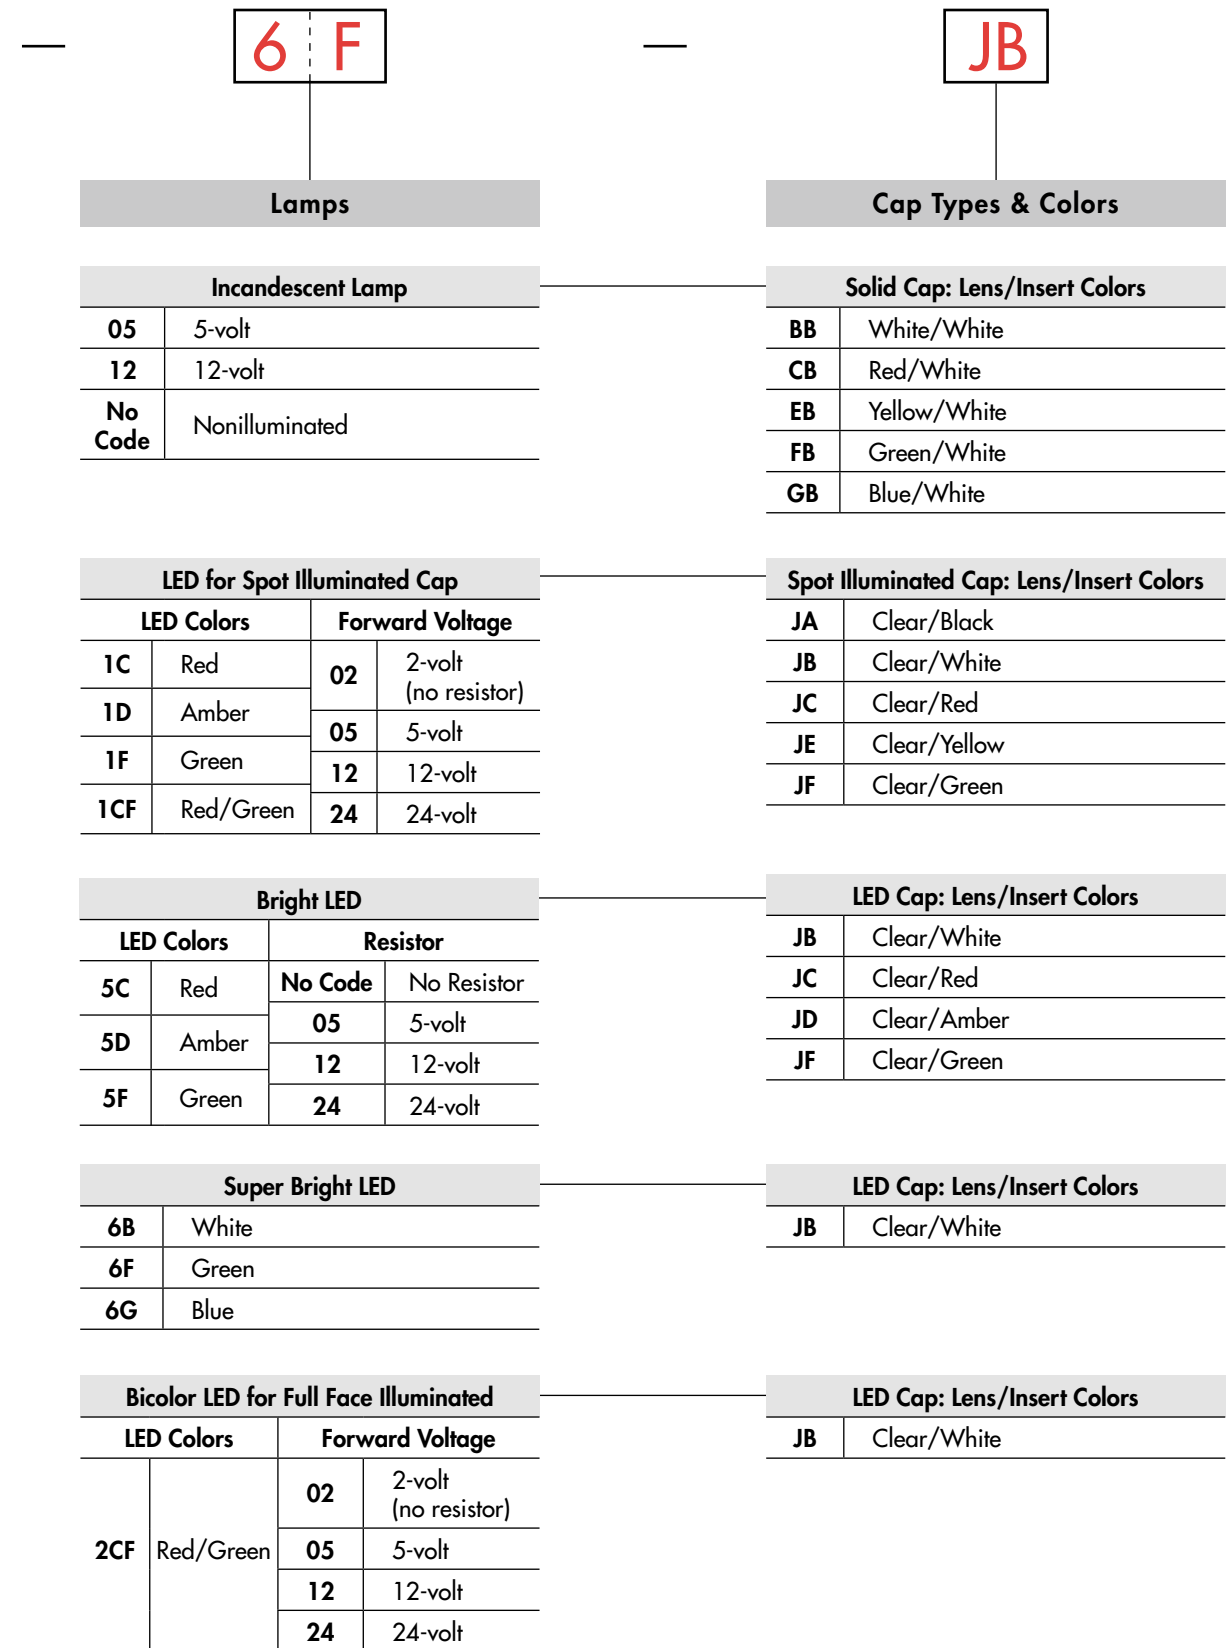 — 6 F — JB
Lamps
Cap Types & Colors
Incandescent Lamp
05 5-volt
12 12-volt
No Code Nonilluminated
Solid Cap: Lens/Insert Colors
BB White/White
CB Red/White
EB Yellow/White
FB Green/White
GB Blue/White
LED for Spot Illuminated Cap
LED Colors Forward Voltage
1C Red
1D Amber
1F Green
1CF Red/Green
02 2-volt
(no resistor)
05 5-volt
12 12-volt
24 24-volt
Spot Illuminated Cap: Lens/Insert Colors
JA Clear/Black
JB Clear/White
JC Clear/Red
JE Clear/Yellow
JF Clear/Green
Bright LED
LED Colors Resistor
5C Red
5D Amber
5F Green
No Code No Resistor
05 5-volt
12 12-volt
24 24-volt
LED Cap: Lens/Insert Colors
JB Clear/White
JC Clear/Red
JD Clear/Amber
JF Clear/Green
Super Bright LED
6B White
6F Green
6G Blue
LED Cap: Lens/Insert Colors
JB Clear/White
Bicolor LED for Full Face Illuminated
LED Colors Forward Voltage
2CF Red/Green
02 2-volt
(no resistor)
05 5-volt
12 12-volt
24 24-volt
LED Cap: Lens/Insert Colors
JB Clear/White